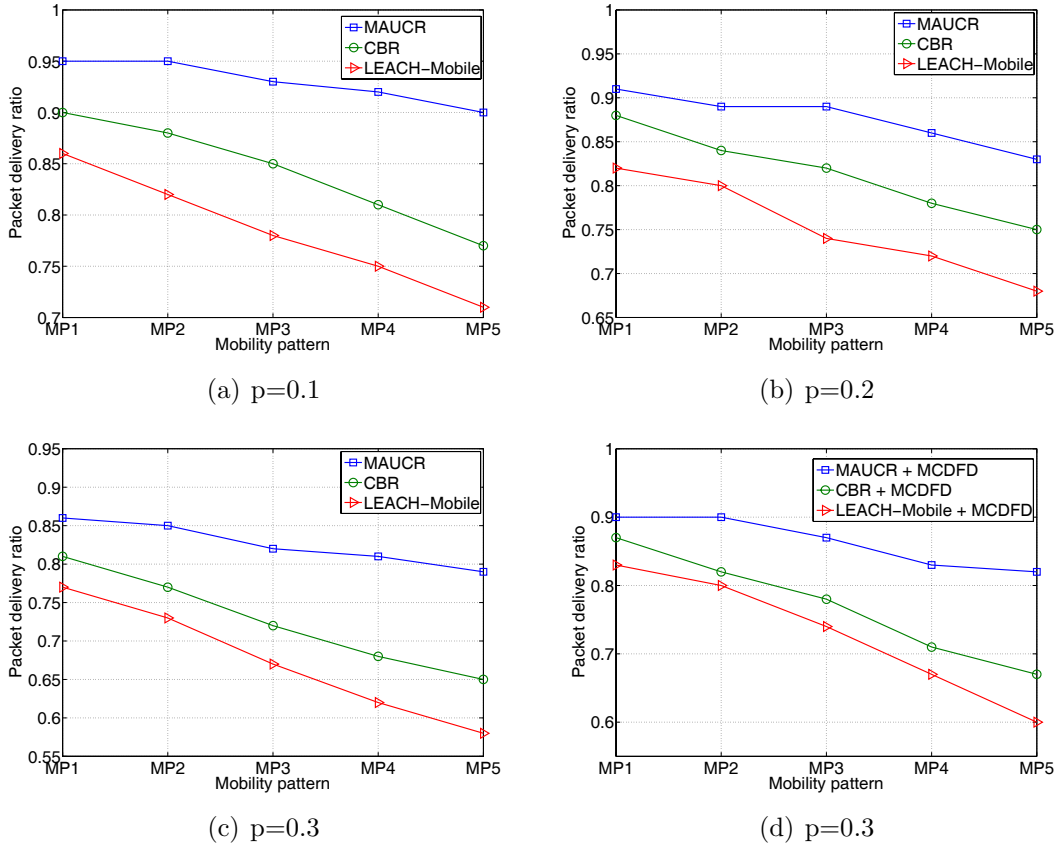 1
0.95
0.9
0.85
0.8
0.75
0.7
Packet delivery ratio
MAUCR
CBR
LEACH-Mobile
MP1 MP2 MP3 MP4 MP5
Mobility pattern
(a) p=0.1
1
0.95
0.9
0.85
0.8
0.75
0.7
0.65
Packet delivery ratio
MAUCR
CBR
LEACH-Mobile
MP1 MP2 MP3 MP4 MP5
Mobility pattern
(b) p=0.2
0.95
0.9
0.85
0.8
0.75
0.7
0.65
0.6
0.55
Packet delivery ratio
MAUCR
CBR
LEACH-Mobile
MP1 MP2 MP3 MP4 MP5
Mobility pattern
(c) p=0.3
1
0.9
0.8
0.7
0.6
Packet delivery ratio
MAUCR + MCDFD
CBR + MCDFD
LEACH-Mobile + MCDFD
MP1 MP2 MP3 MP4 MP5
Mobility pattern
(d) p=0.3